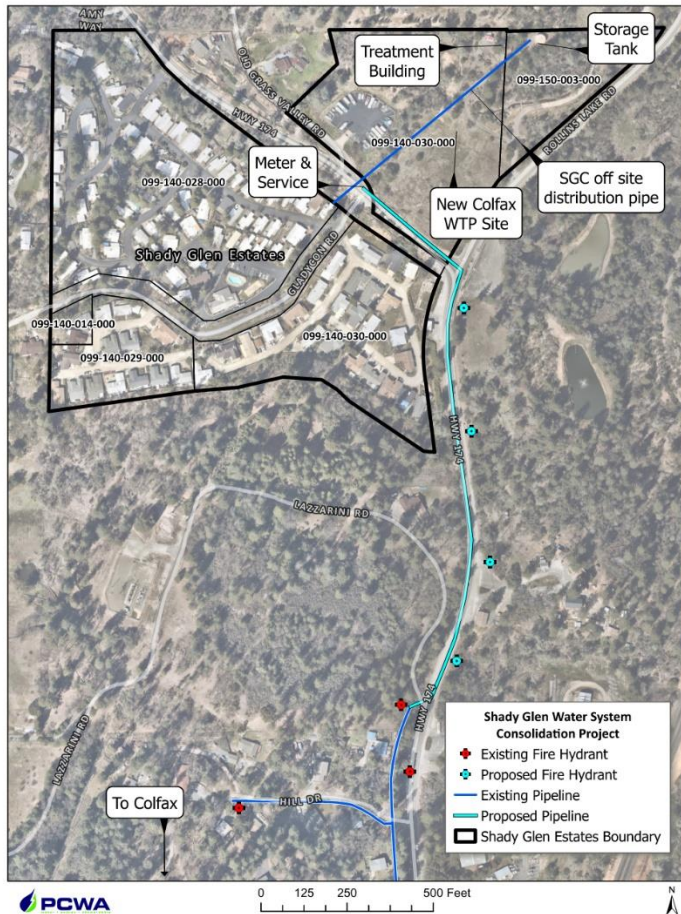 AMY
WAY
OLD GRASS VALLEY RD
HWY 174
Treatment
Building
Storage
Tank
099-150-003-000
ROLLINS LAKE RD
099-140-030-000
Meter &
Service
099-140-028-000
SGC off site
distribution pipe
New Colfax
WTP Site
Shady Glen Estates
GLADYCON RD
099-140-014-000
099-140-030-000
099-140-029-000
HWY 174
LAZZARINI RD
HWY 174
LAZZARINI RD
Shady Glen Water System
Consolidation Project
Existing Fire Hydrant
Proposed Fire Hydrant
Existing Pipeline
Proposed Pipeline
Shady Glen Estates Boundary
To Colfax
HILL DR
PCWA
0 125 250 500 Feet
N